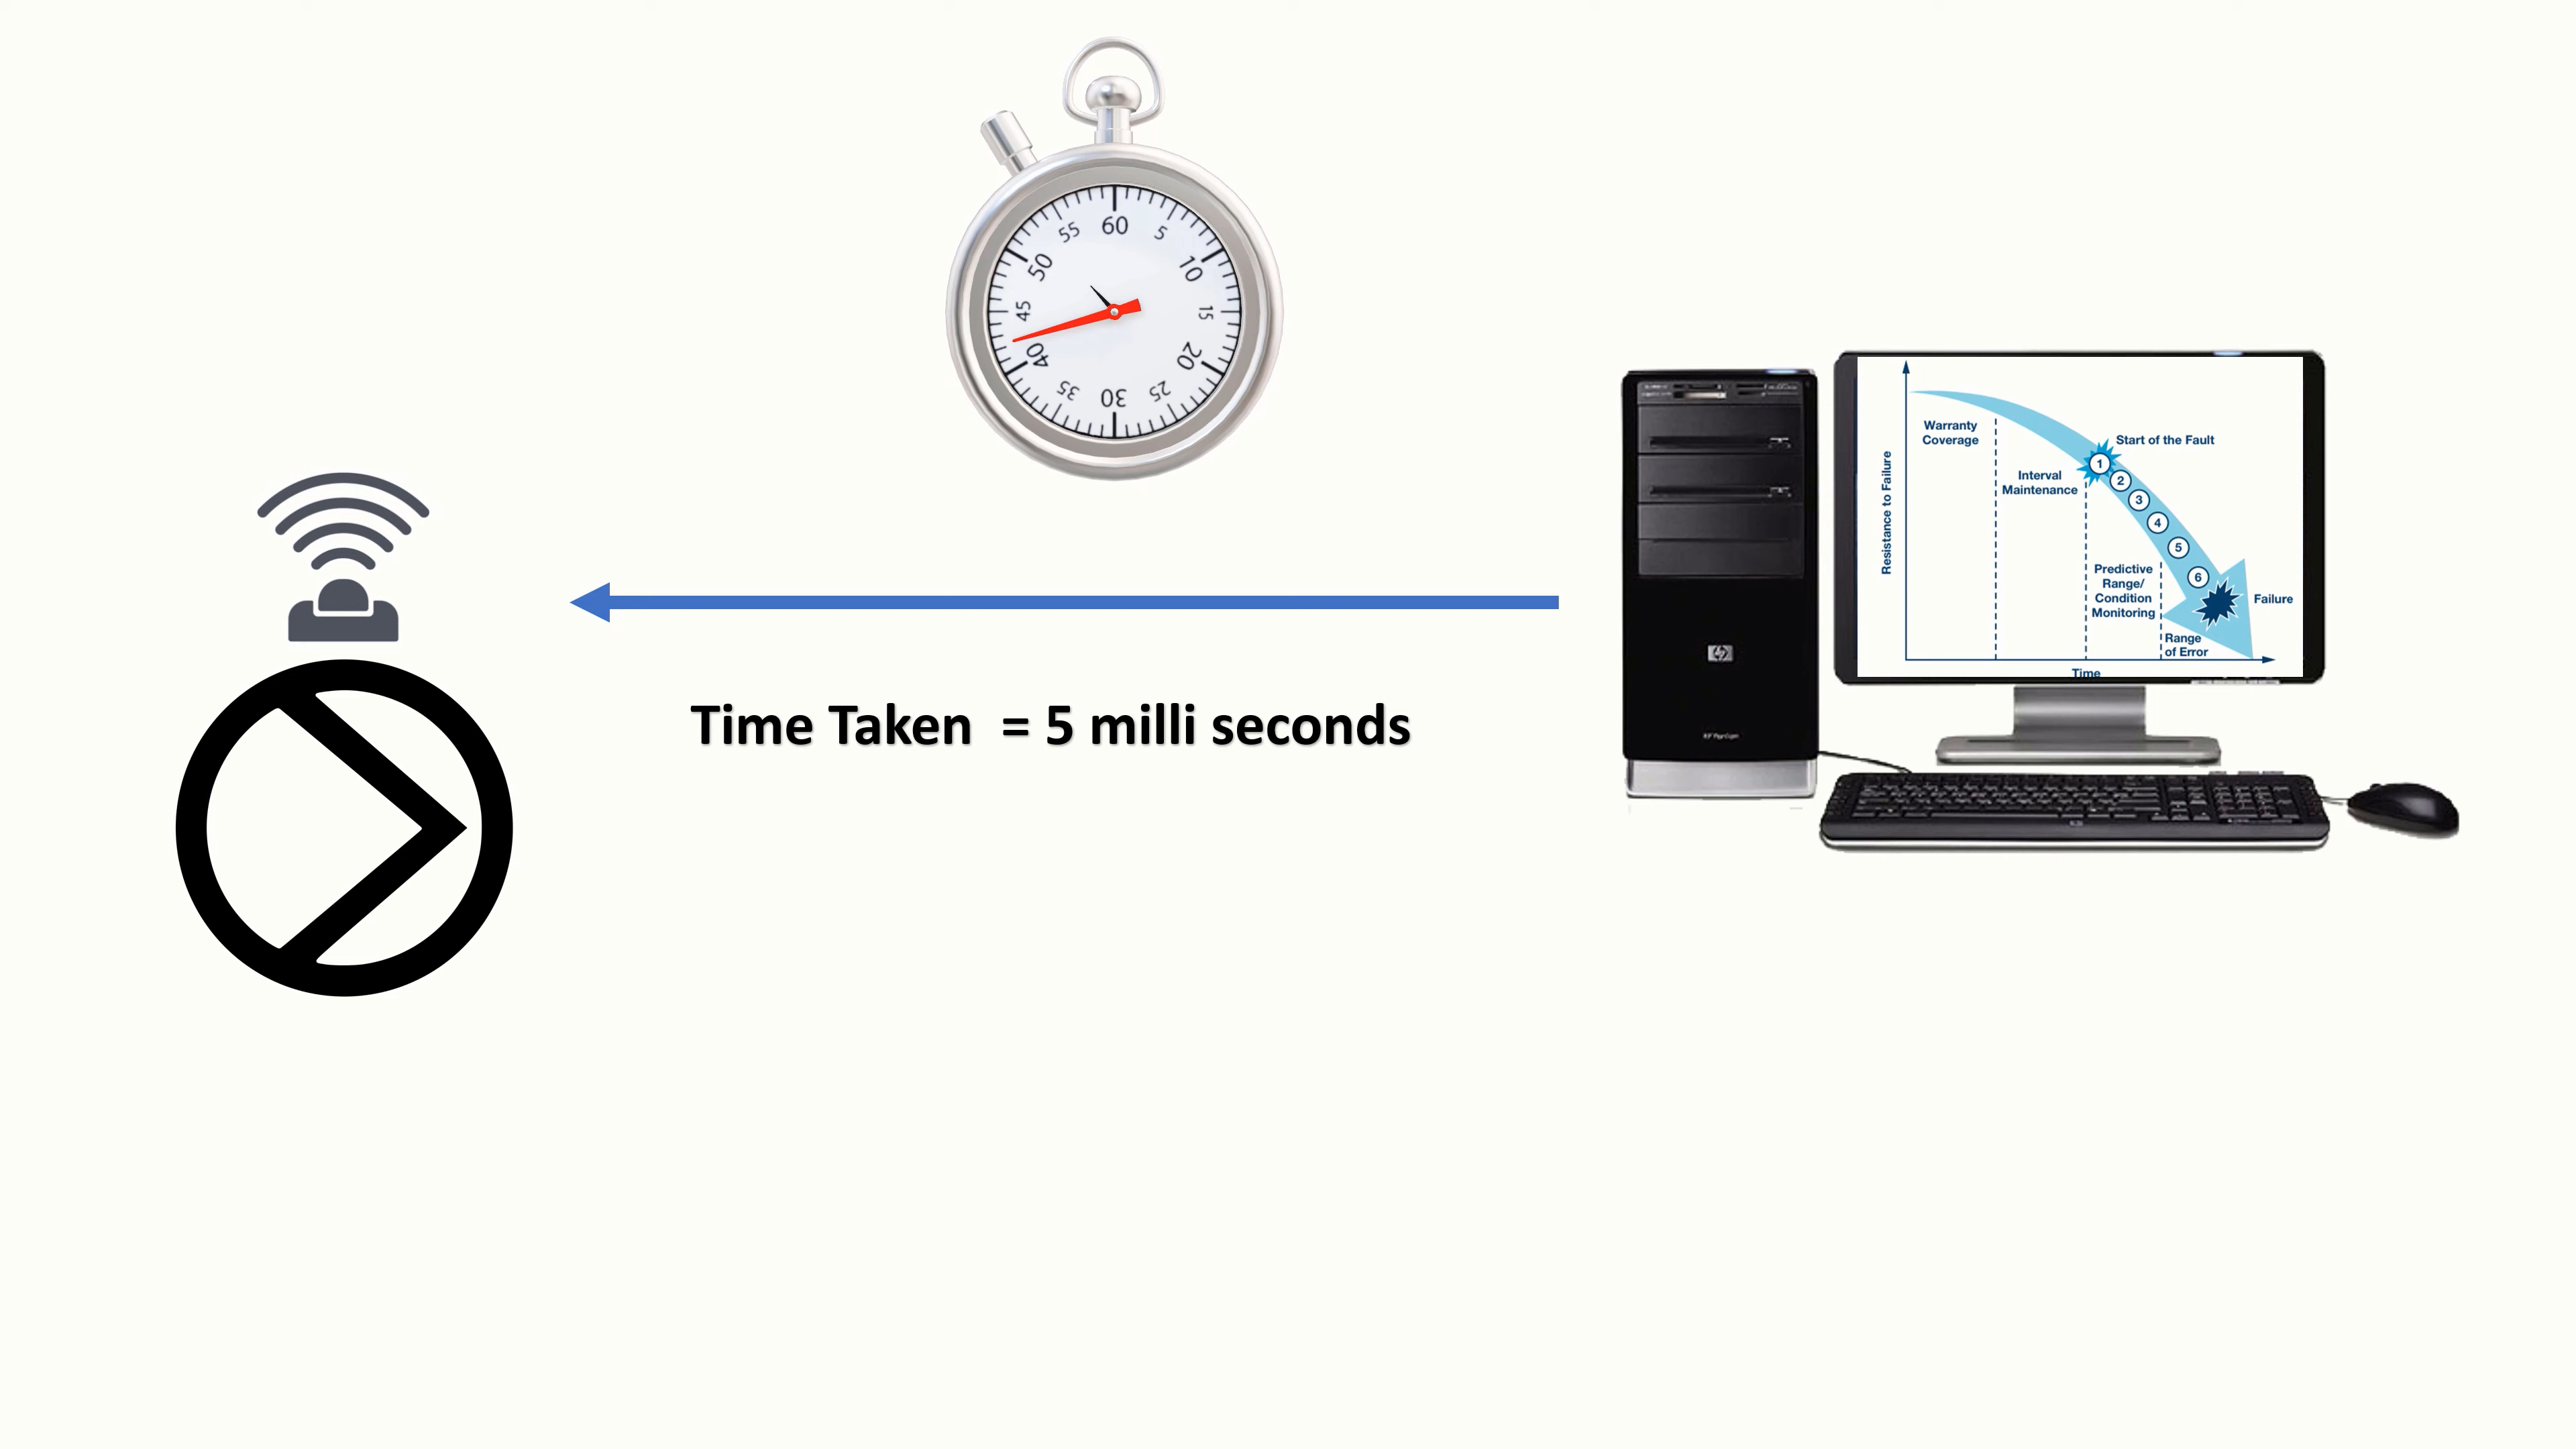 60
5
10
15
20
25
30
35
40
45
50
55
Time Taken  = 5 milli seconds
hp
Resistance to Failure
Warranty
Coverage
Interval
Maintenance
Start of the Fault
1
2
3
4
5
6
Predictive
Range/
Condition
Monitoring
Failure
Range
of Error
Time